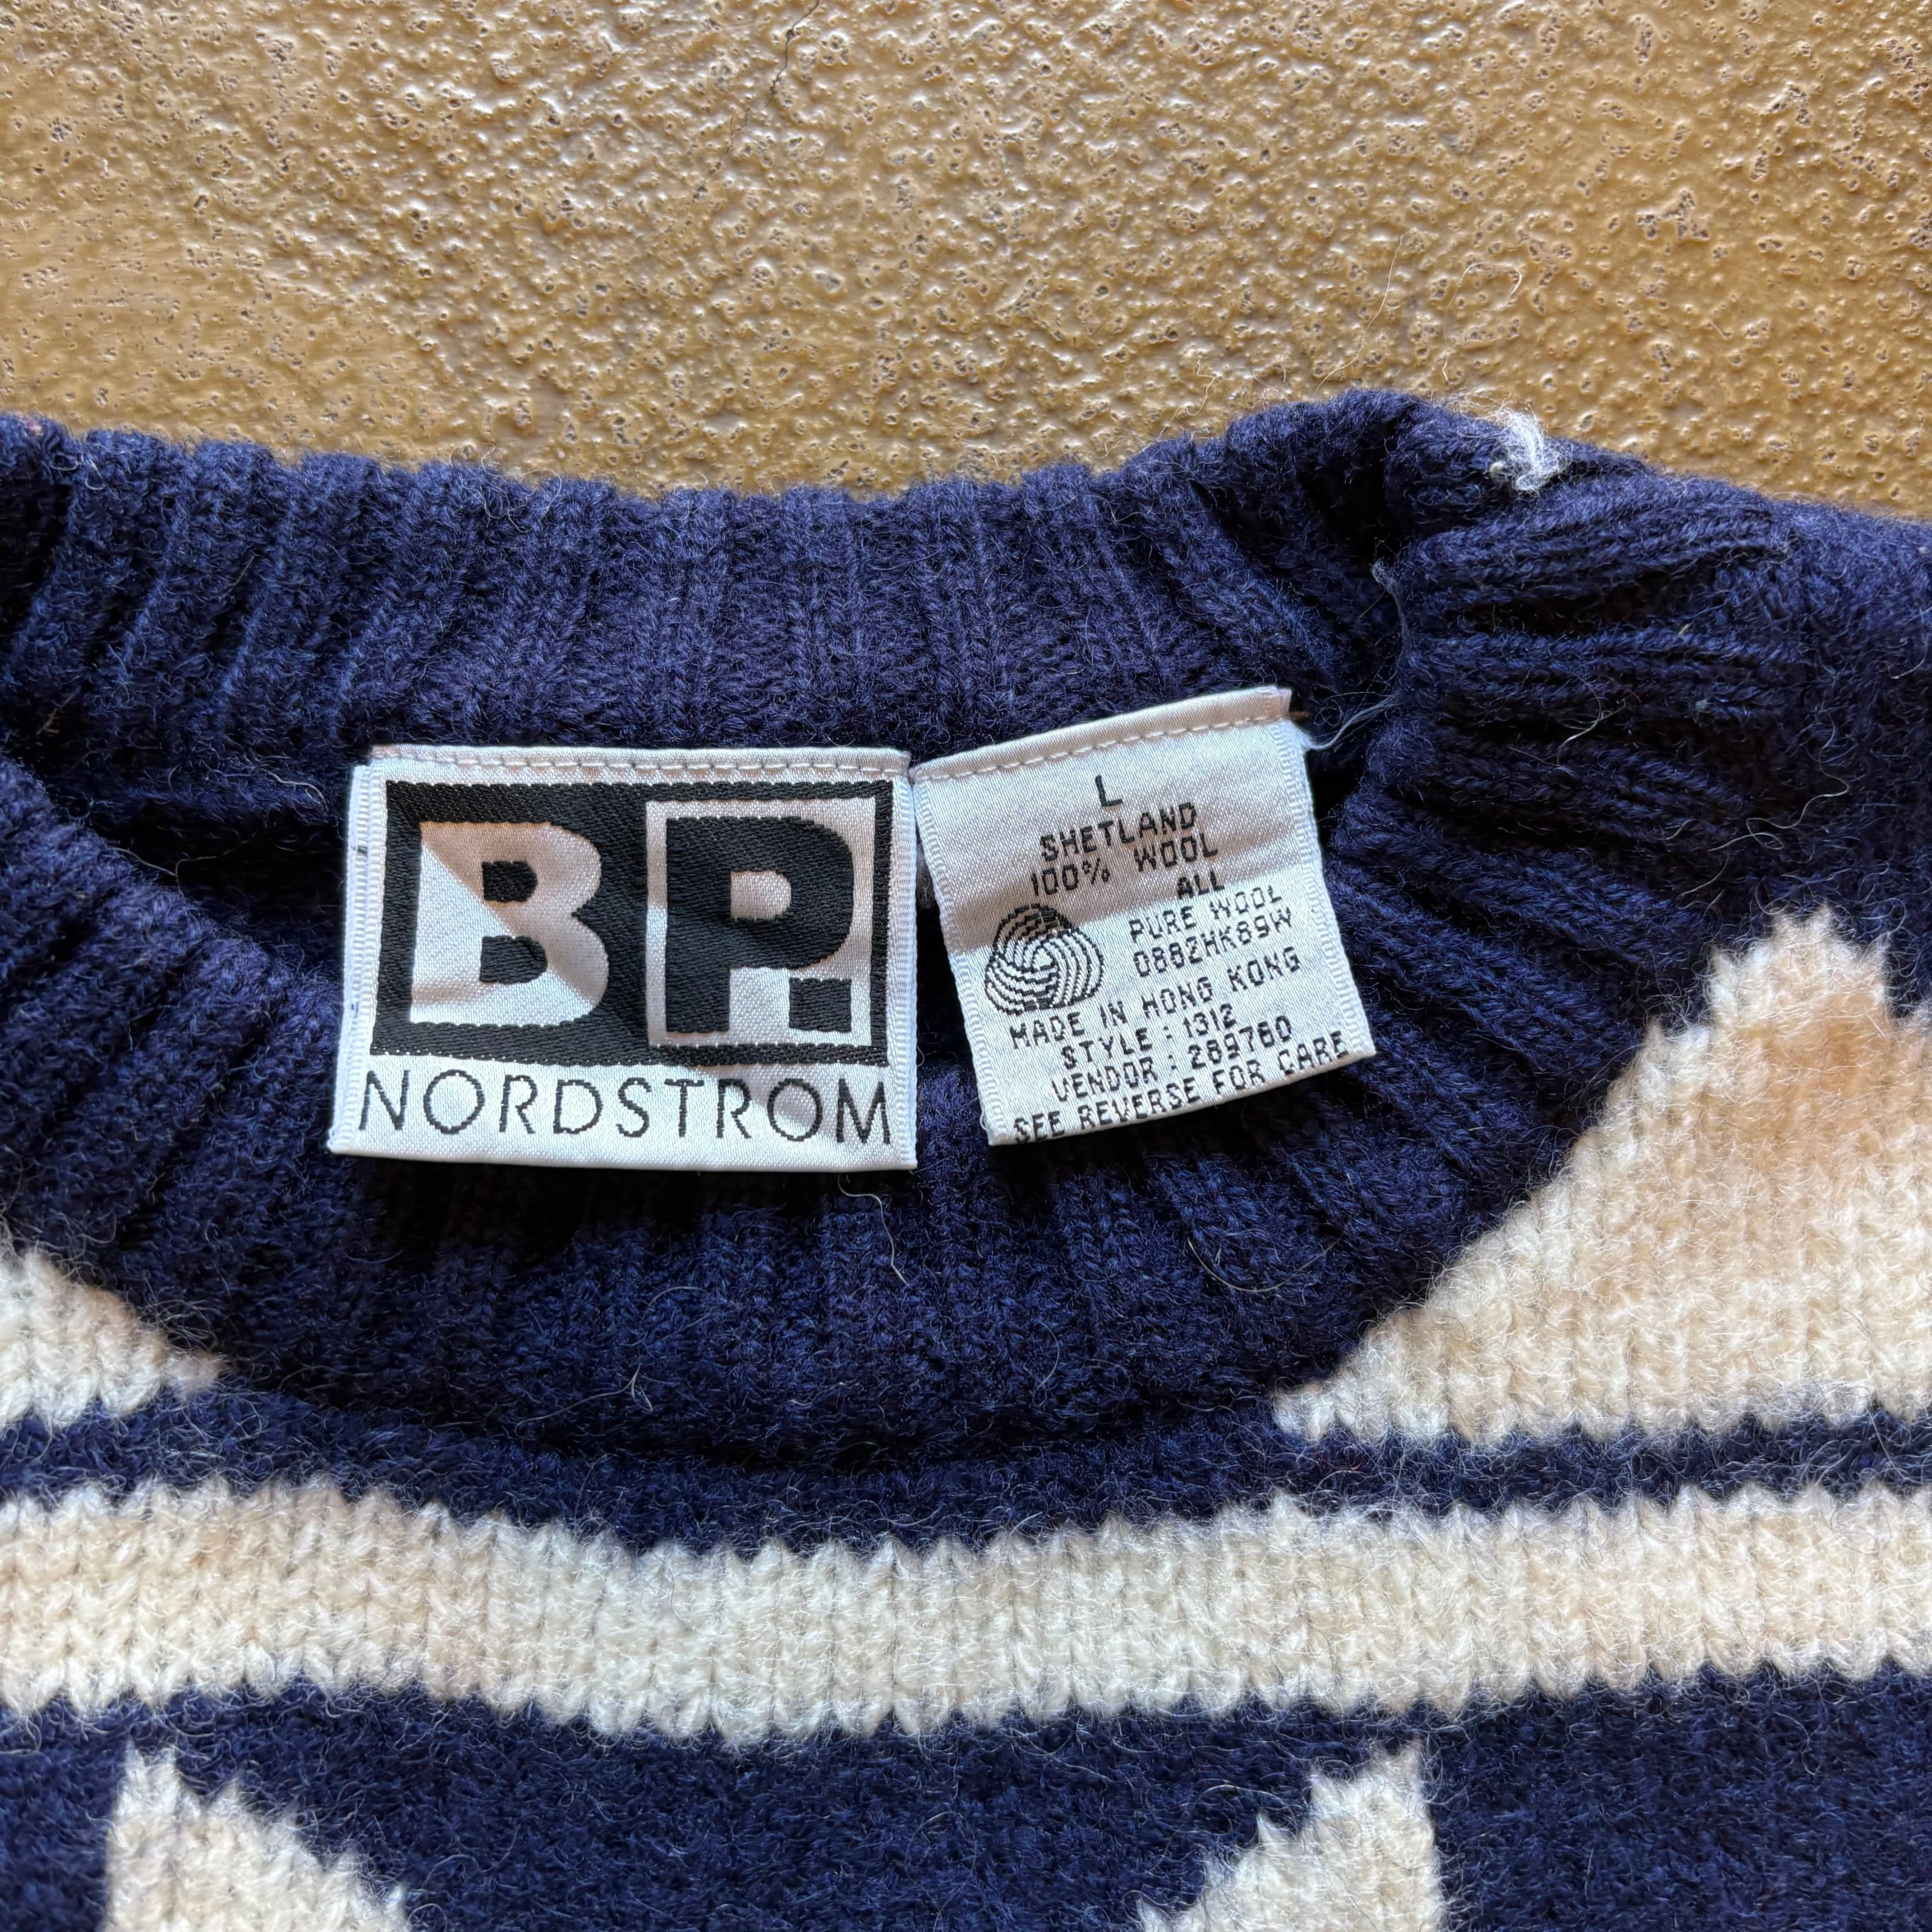 BP.
NORDSTROM
L
SHETLAND
100% WOOL
ALL
PURE WOOL
088ZHK89W
MADE IN HONG KONG
STYLE : 1312
VENDOR : 289760
SEE REVERSE FOR CARE